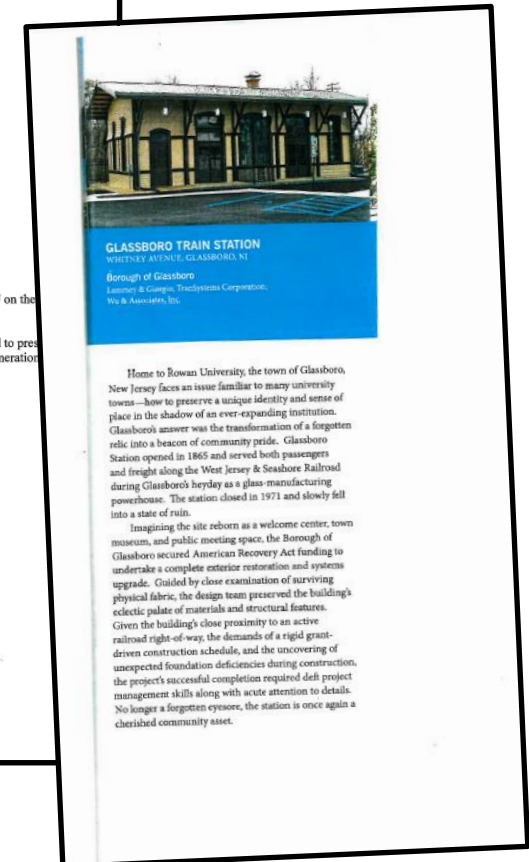 on the
to pres
neration
GLASSBORO TRAIN STATION
WHITNEY AVENUE, GLASSBORO, NJ
Borough of Glassboro
Lammey & Giorgio, TranSystems Corporation,
Wu & Associates, Inc.
Home to Rowan University, the town of Glassboro,
New Jersey faces an issue familiar to many university
towns—how to preserve a unique identity and sense of
place in the shadow of an ever-expanding institution.
Glassboro's answer was the transformation of a forgotten
relic into a beacon of community pride. Glassboro
Station opened in 1865 and served both passengers
and freight along the West Jersey & Seashore Railroad
during Glassboro's heyday as a glass-manufacturing
powerhouse. The station closed in 1971 and slowly fell
into a state of ruin.
Imagining the site reborn as a welcome center, town
museum, and public meeting space, the Borough of
Glassboro secured American Recovery Act funding to
undertake a complete exterior restoration and systems
upgrade. Guided by close examination of surviving
physical fabric, the design team preserved the building's
eclectic palate of materials and structural features.
Given the building's close proximity to an active
railroad right-of-way, the demands of a rigid grant-
driven construction schedule, and the uncovering of
unexpected foundation deficiencies during construction,
the project's successful completion required deft project
management skills along with acute attention to details.
No longer a forgotten eyesore, the station is once again a
cherished community asset.